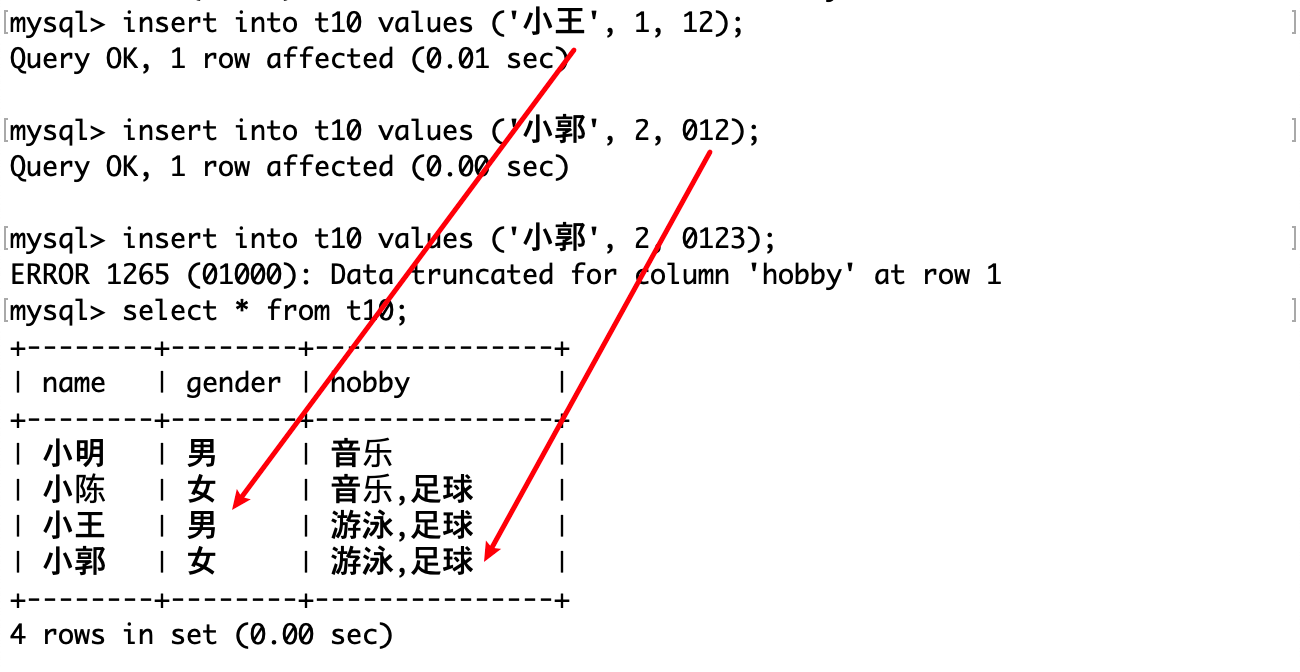 mysql> insert into t10 values ('小王', 1, 12);
Query OK, 1 row affected (0.01 sec)
mysql> insert into t10 values ('小郭', 2, 012);
Query OK, 1 row affected (0.00 sec)
mysql> insert into t10 values ('小郭', 2, 0123);
ERROR 1265 (01000): Data truncated for column 'hobby' at row 1
mysql> select * from t10;
+--------+--------+---------------+
| name   | gender | hobby         |
+--------+--------+---------------+
| 小明   | 男     | 音乐          |
| 小陈   | 女     | 音乐,足球     |
| 小王   | 男     | 游泳,足球     |
| 小郭   | 女     | 游泳,足球     |
+--------+--------+---------------+
4 rows in set (0.00 sec)